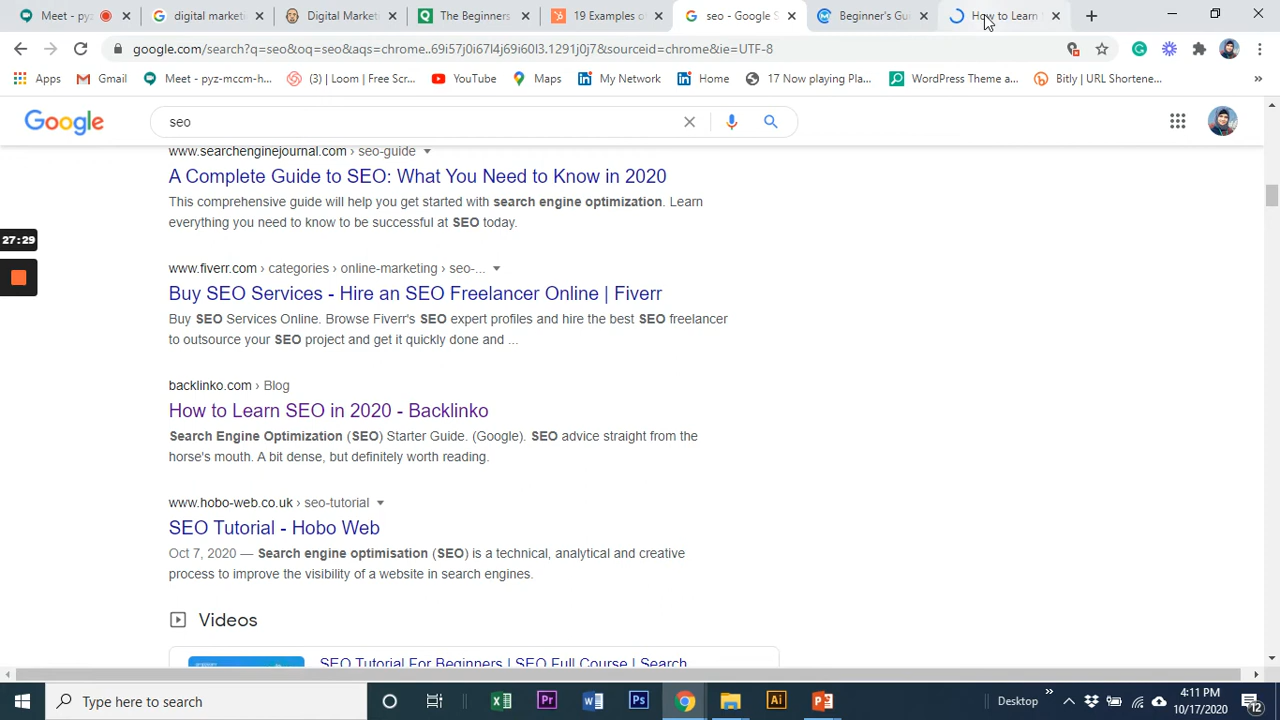 Meet - pyz
digital marketi
Digital Market
The Beginners
19 Examples o
seo - Google S
Beginner's Gui
How to Learn
google.com/search?q=seo&oq=seo&aqs=chrome..69i57j0i67l4j69i60l3.1291j0j7&sourceid=chrome&ie=UTF-8
Apps
Gmail
Meet - pyz-mccm-h...
(3) | Loom | Free Scr...
YouTube
Maps
My Network
Home
17 Now playing Pla...
WordPress Theme a...
Bitly | URL Shortene...
Google
seo
www.searchenginejournal.com › seo-guide
A Complete Guide to SEO: What You Need to Know in 2020
This comprehensive guide will help you get started with search engine optimization. Learn
everything you need to know to be successful at SEO today.
27:29
www.fiverr.com › categories › online-marketing › seo-...
Buy SEO Services - Hire an SEO Freelancer Online | Fiverr
Buy SEO Services Online. Browse Fiverr's SEO expert profiles and hire the best SEO freelancer
to outsource your SEO project and get it quickly done and ...
backlinko.com › Blog
How to Learn SEO in 2020 - Backlinko
Search Engine Optimization (SEO) Starter Guide. (Google). SEO advice straight from the
horse's mouth. A bit dense, but definitely worth reading.
www.hobo-web.co.uk › seo-tutorial
SEO Tutorial - Hobo Web
Oct 7, 2020 — Search engine optimisation (SEO) is a technical, analytical and creative
process to improve the visibility of a website in search engines.
Videos
SEO Tutorial For Beginners | SEO Full Course | Search
Type here to search
Desktop
4:11 PM
10/17/2020
12